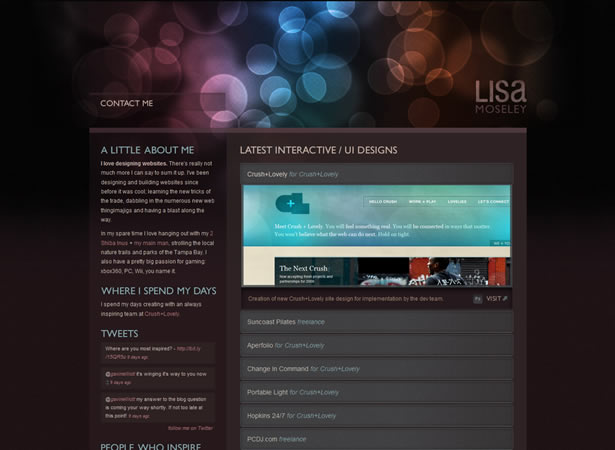 LISA
MOSELEY
CONTACT ME
A LITTLE ABOUT ME
I love designing websites. There's really not
much more I can say to sum it up. I've been
designing and building websites since
before it was cool; learning the new tricks of
the trade, dabbling in the numerous new web
thingimajigs and having a blast along the
way.
In my spare time I love hanging out with my 2
Shiba Inus + my main man, strolling the local
nature trails and parks of the Tampa Bay. I
also have a pretty big passion for gaming:
xbox360, PC, Wii, you name it.
WHERE I SPEND MY DAYS
I spend my days creating with an always
inspiring team at Crush+Lovely.
TWEETS
Where are you most inspired? -
5 days ago
it's winging it's way to you now
:) 5 days ago
my answer to the blog question
is coming your way shortly. If not too late at
this point! 9 days ago
follow me on Twitter
PEOPLE WHO INSPIRE
LATEST INTERACTIVE / UI DESIGNS
Crush+Lovely for Crush+Lovely
HELLO CRUSH WORK + PLAY LOVELIES LET'S CONNECT
Meet Crush + Lovely. You will feel something real. You will be connected in ways that matter.
You won't believe what the web can do next. Hold on tight.
The Next Crush
Now accepting from projects and
partnerships for 2009
Creation of new Crush+Lovely site design for implementation by the dev team.
VISIT
Suncoast Pilates freelance
Aperfolio for Crush+Lovely
Change In Command for Crush+Lovely
Portable Light for Crush+Lovely
Hopkins 24/7 for Crush+Lovely
PCDJ.com freelance